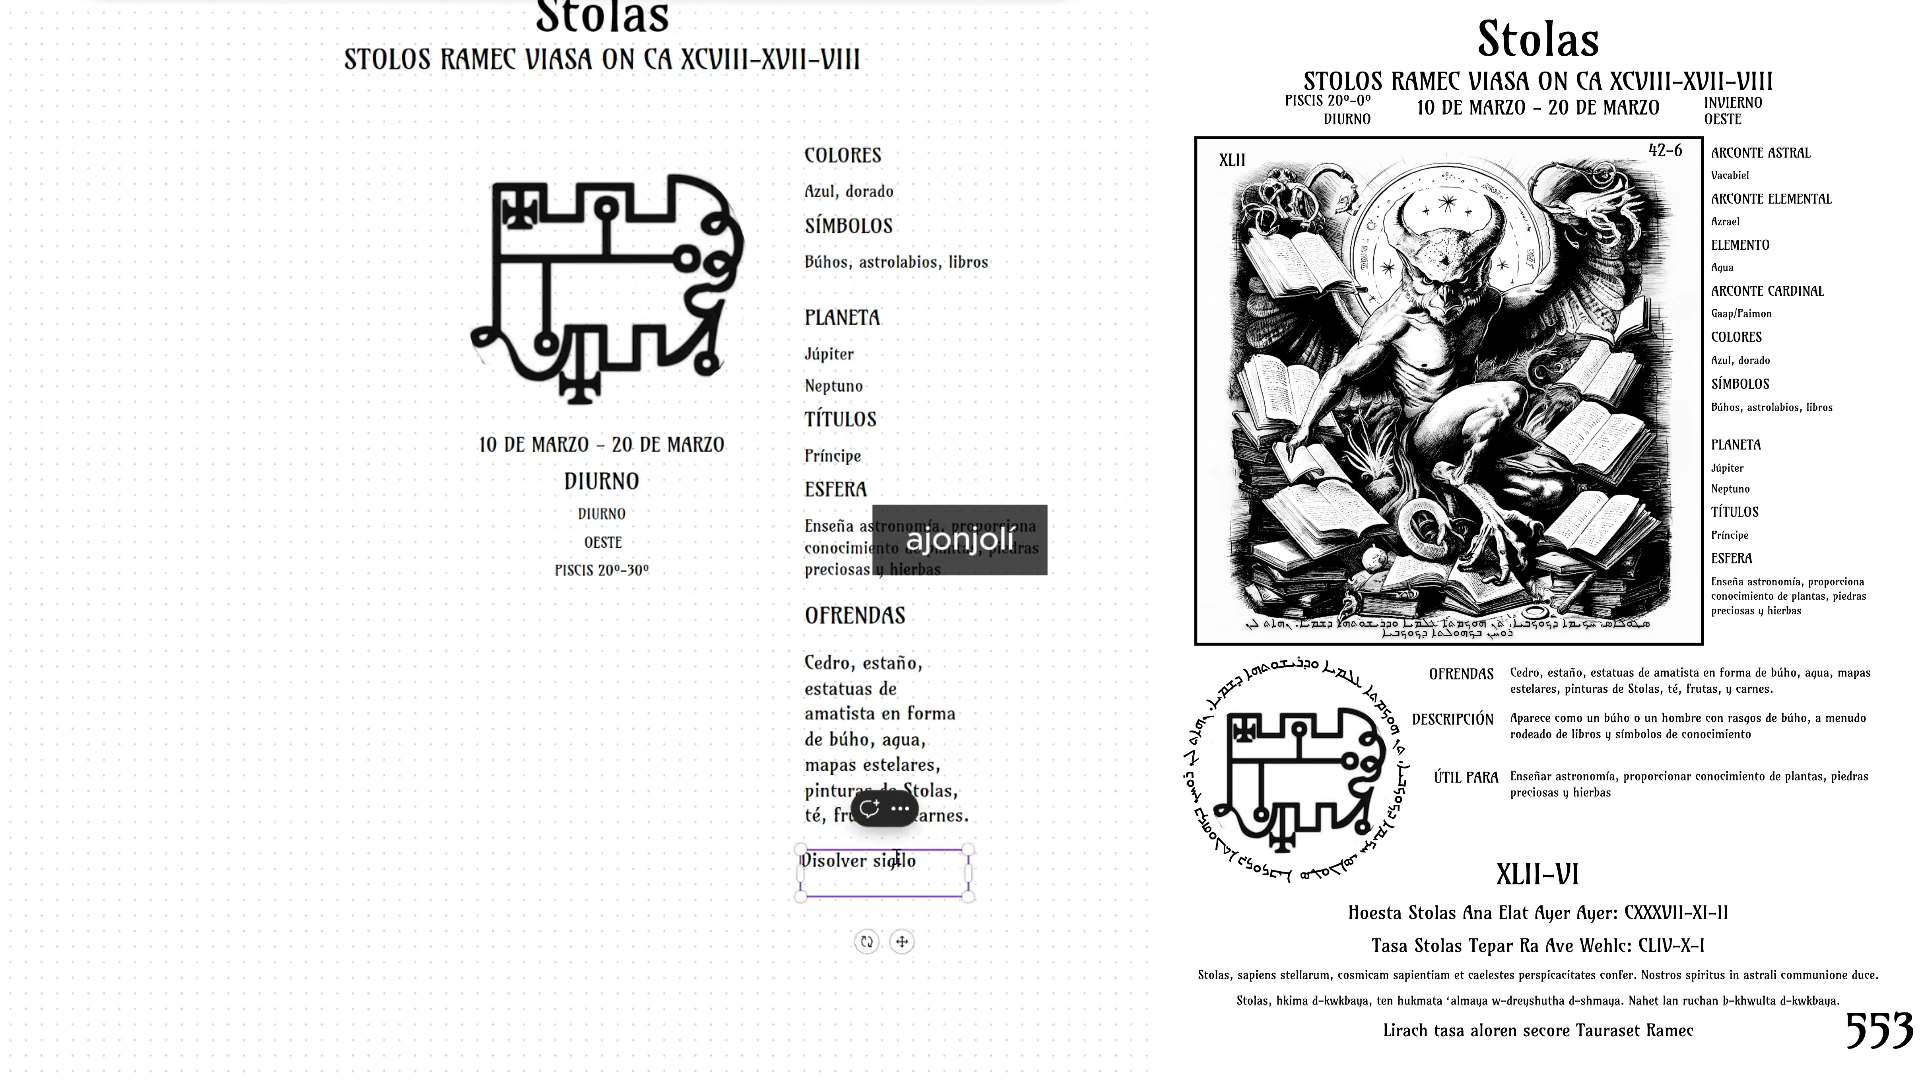 Stolas
STOLOS RAMEC VIASA ON CA XCVIII-XVII-VIII
COLORES
Azul, dorado
SÍMBOLOS
Búhos, astrolabios, libros
PLANETA
Júpiter
Neptuno
TÍTULOS
Príncipe
ESFERA
Enseña astronomía, proporciona
conocimiento de plantas, piedras
preciosas y hierbas
ajonjolí
OFRENDAS
Cedro, estaño,
estatuas de
amatista en forma
de búho, agua,
mapas estelares,
pinturas de Stolas,
té, carnes.
Disolver sigilo
10 DE MARZO - 20 DE MARZO
DIURNO
DIURNO
OESTE
PISCIS 20º-30º
Stolas
STOLOS RAMEC VIASA ON CA XCVIII-XVII-VIII
PISCIS 20º-0º
DIURNO
10 DE MARZO - 20 DE MARZO
INVIERNO
OESTE
XLII
42-6
ARCONTE ASTRAL
Vacabiel
ARCONTE ELEMENTAL
Azrael
ELEMENTO
Agua
ARCONTE CARDINAL
Gaap/Paimon
COLORES
Azul, dorado
SÍMBOLOS
Búhos, astrolabios, libros
PLANETA
Júpiter
Neptuno
TÍTULOS
Príncipe
ESFERA
Enseña astronomía, proporciona
conocimiento de plantas, piedras
preciosas y hierbas
OFRENDAS
Cedro, estaño, estatuas de amatista en forma de búho, agua, mapas
estelares, pinturas de Stolas, té, frutas, y carnes.
DESCRIPCIÓN
Aparece como un búho o un hombre con rasgos de búho, a menudo
rodeado de libros y símbolos de conocimiento
ÚTIL PARA
Enseñar astronomía, proporcionar conocimiento de plantas, piedras
preciosas y hierbas
XLII-VI
Hoesta Stolas Ana Elat Ayer Ayer: CXXXVII-XI-II
Tasa Stolas Tepar Ra Ave Wehlc: CLIV-X-I
Stolas, sapiens stellarum, cosmicam sapientiam et caelestes perspicacitates confer. Nostros spiritus in astrali communione duce.
Stolas, hkima d-kwkbaya, ten hukmata ‘almaya w-dreyshutha d-shmaya. Nahet lan ruchan b-khwulta d-kwkbaya.
Lirach tasa aloren secore Tauraset Ramec
553